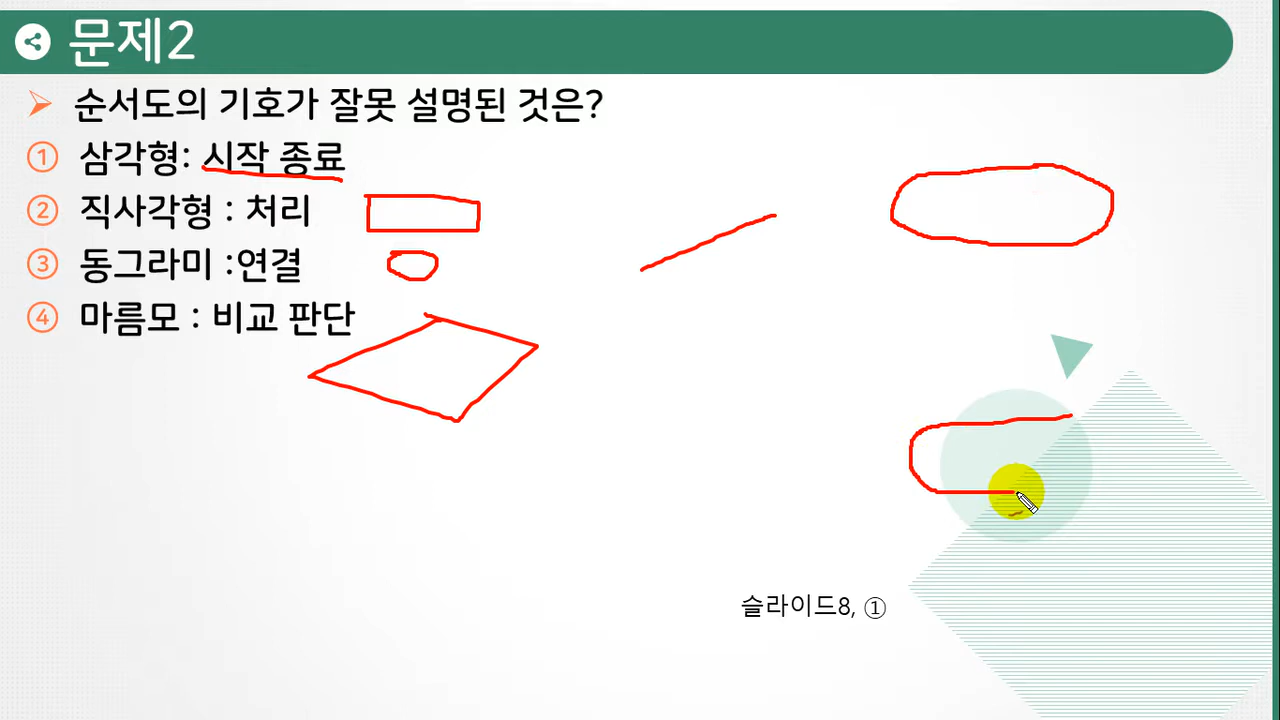 문제2
순서도의 기호가 잘못 설명된 것은?
① 삼각형: 시작 종료
② 직사각형 : 처리
③ 동그라미 :연결
④ 마름모 : 비교 판단
슬라이드8, ①